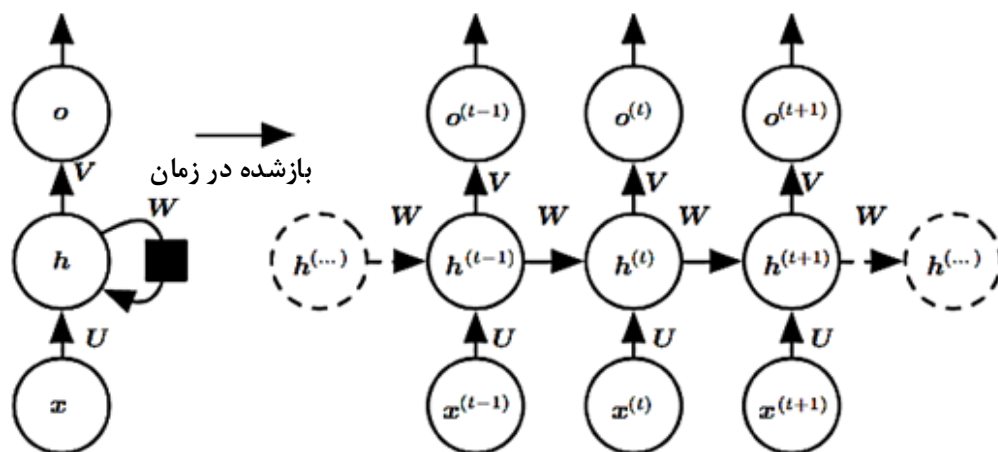 o o^(t−1) o^(t) o^(t+1)
V V V V
بازشده در زمان
W W W W W
h h^(...) h^(t−1) h^(t) h^(t+1) h^(...)
U U U U
x x^(t−1) x^(t) x^(t+1)